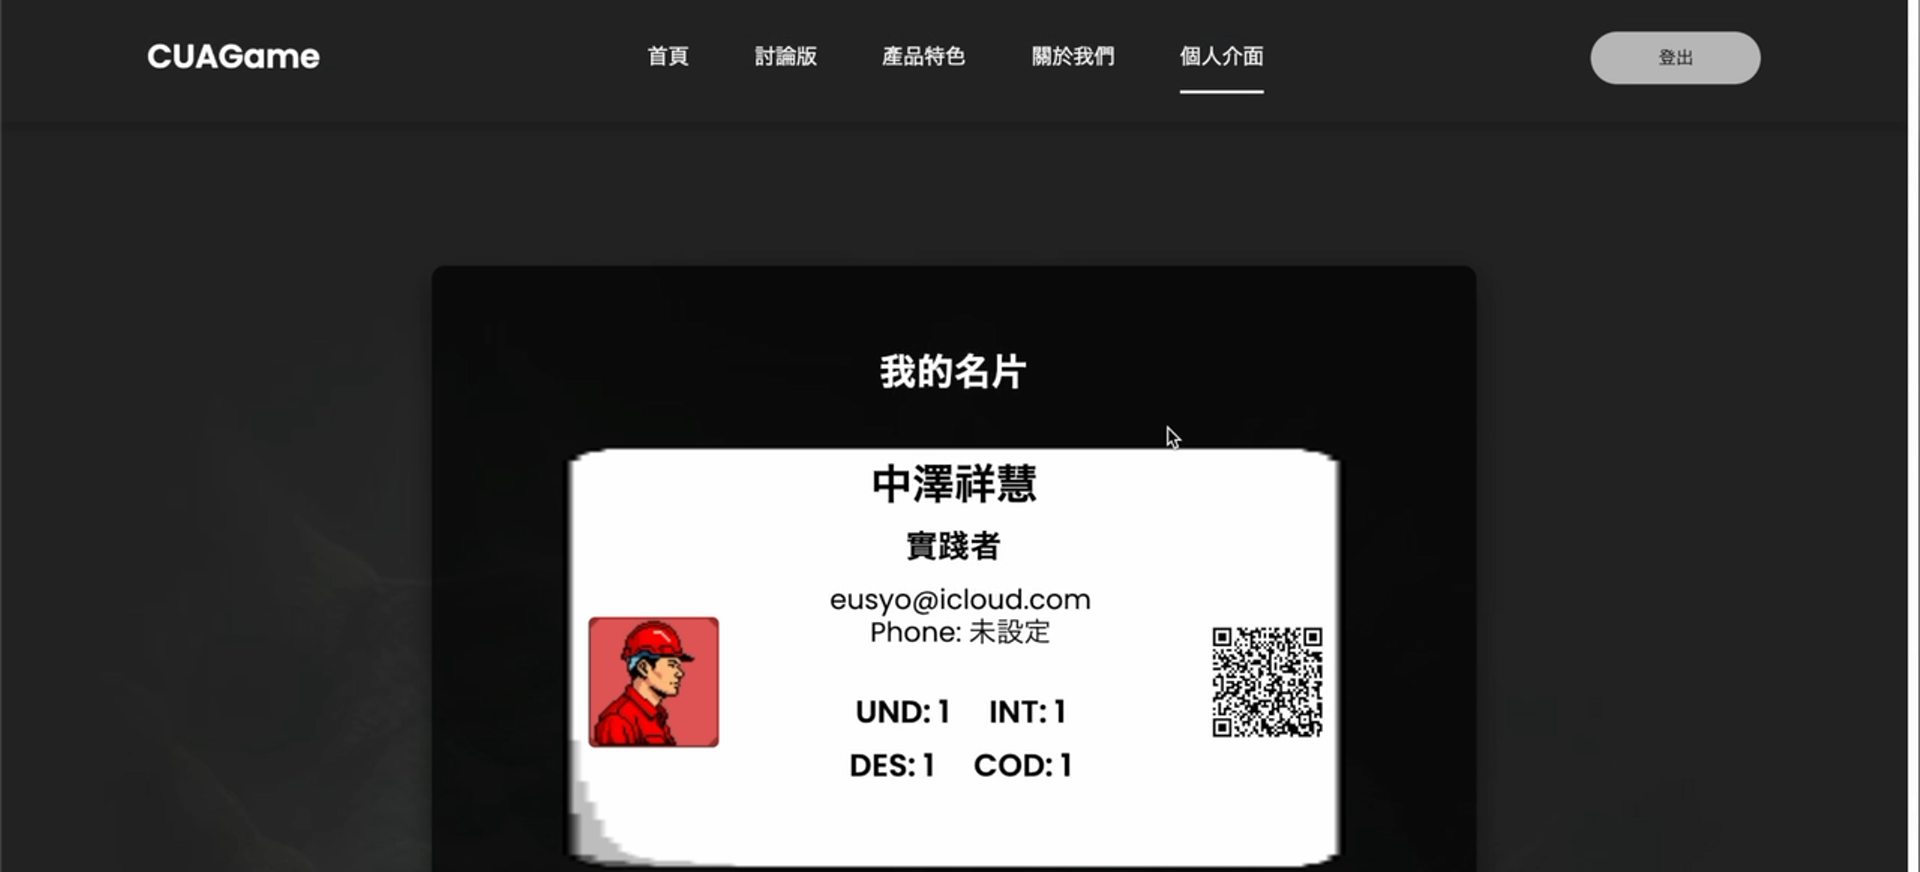 CUAGame
首頁 討論版 產品特色 關於我們 個人介面
登出
我的名片
中澤祥慧
實踐者
eusyo@icloud.com
Phone: 未設定
UND: 1 INT: 1
DES: 1 COD: 1